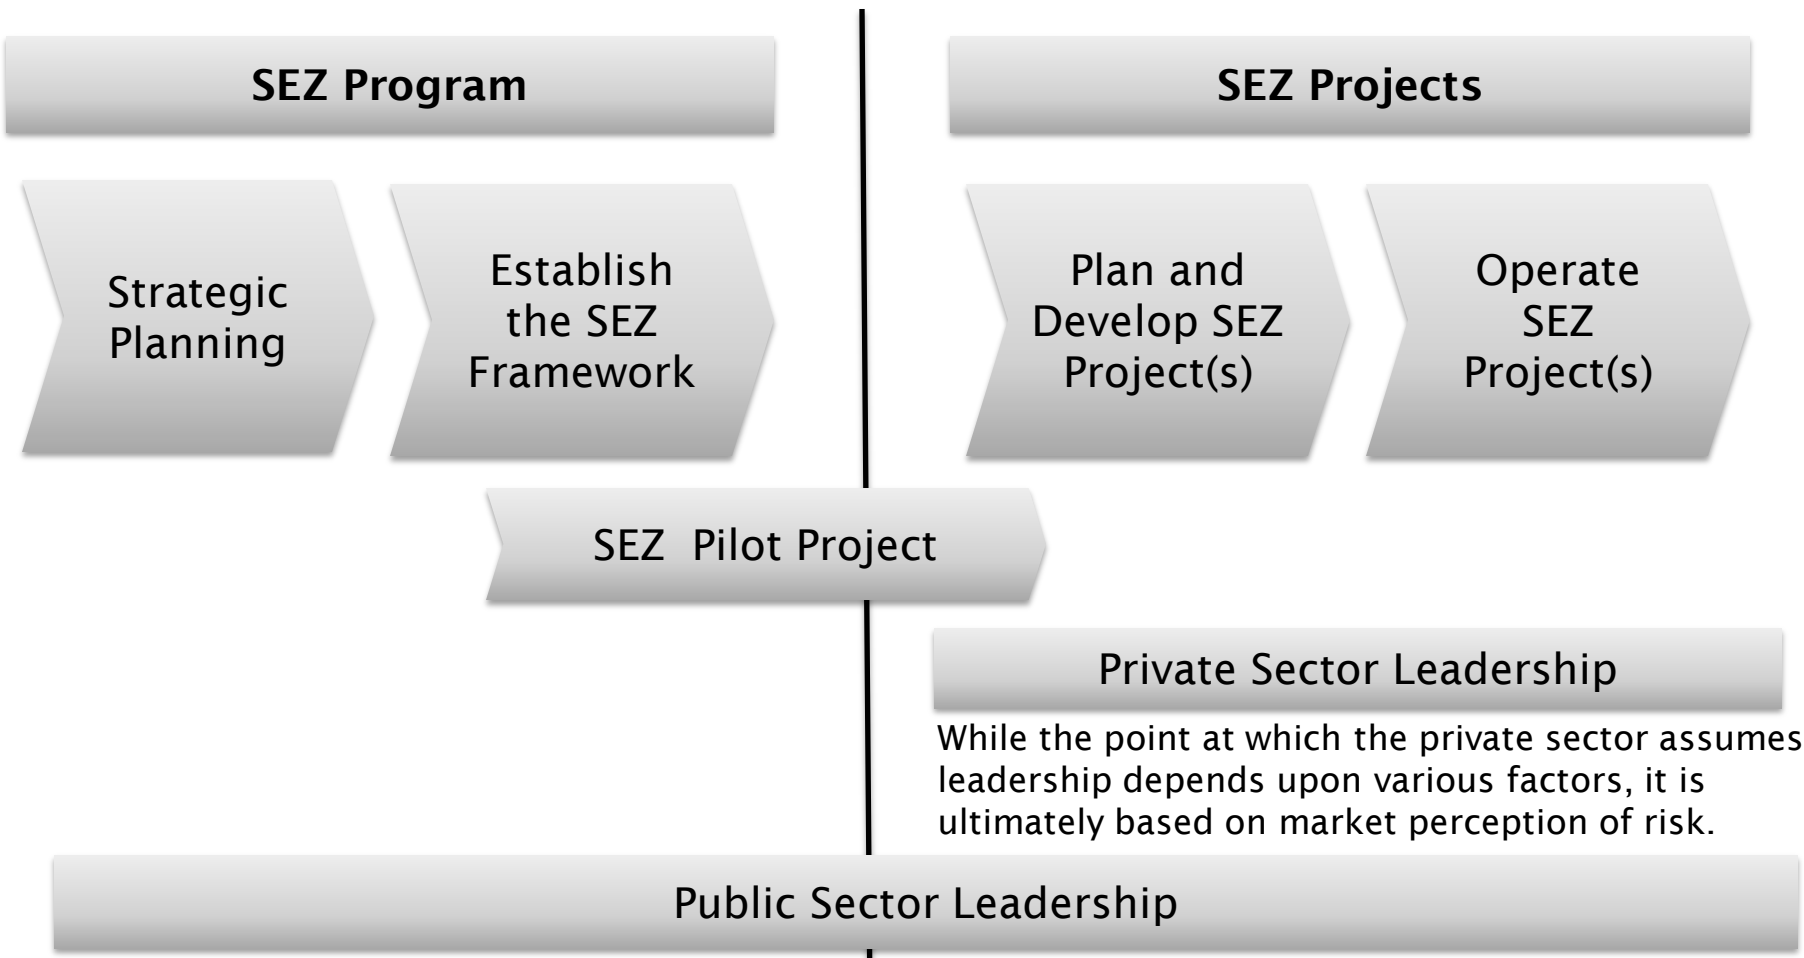 SEZ Program
SEZ Projects
Strategic
Planning
Establish
the SEZ
Framework
Plan and
Develop SEZ
Project(s)
Operate
SEZ
Project(s)
SEZ  Pilot Project
Private Sector Leadership
While the point at which the private sector assumes
leadership depends upon various factors, it is
ultimately based on market perception of risk.
Public Sector Leadership